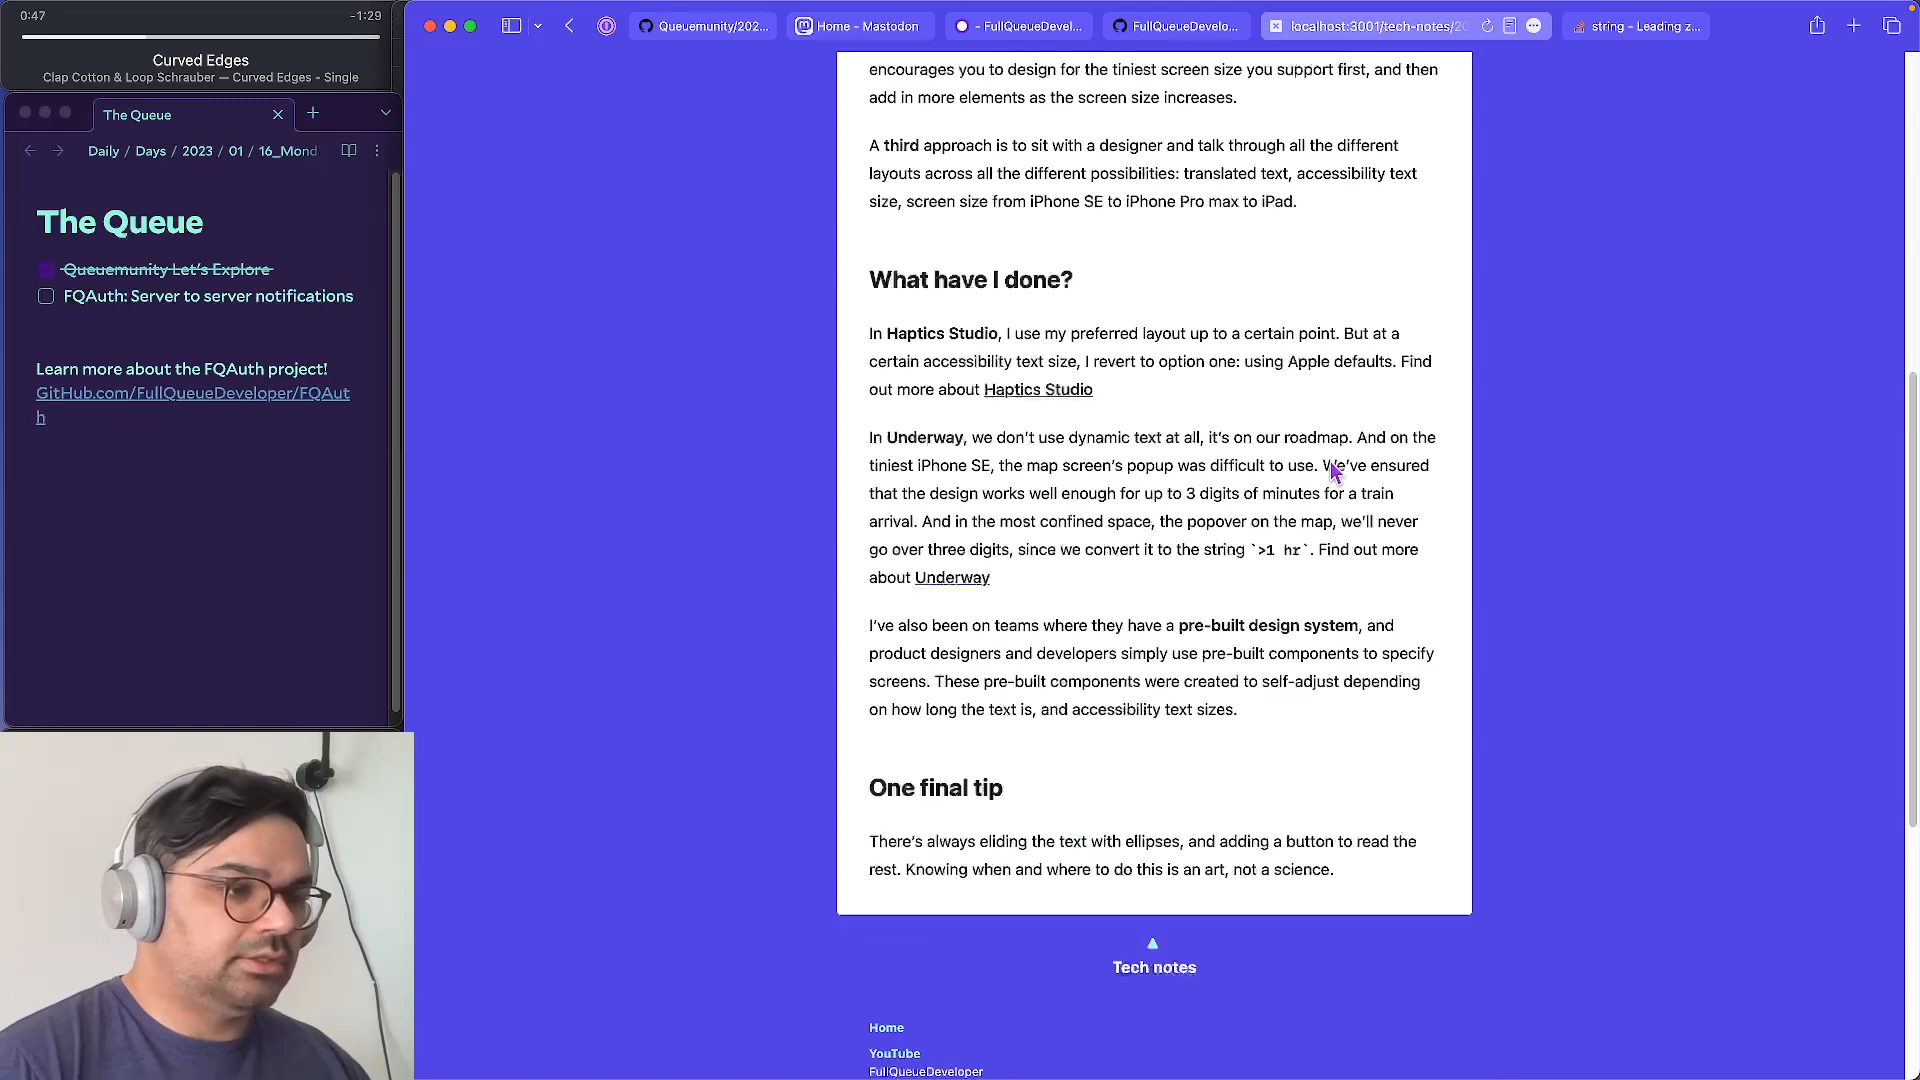 0:47
-1:29
Curved Edges
Clap Cotton & Loop Schrauber — Curved Edges - Single
The Queue
Daily / Days / 2023 / 01 / 16_Mond
The Queue
Queuemunity Let's Explore
FQAuth: Server to server notifications
Learn more about the FQAuth project!
GitHub.com/FullQueueDeveloper/FQAut
h
Queuemunity/202...
Home - Mastodon
- FullQueueDevel...
FullQueueDevelo...
localhost:3001/tech-notes/20
string - Leading z...
encourages you to design for the tiniest screen size you support first, and then
add in more elements as the screen size increases.
A third approach is to sit with a designer and talk through all the different
layouts across all the different possibilities: translated text, accessibility text
size, screen size from iPhone SE to iPhone Pro max to iPad.
What have I done?
In Haptics Studio, I use my preferred layout up to a certain point. But at a
certain accessibility text size, I revert to option one: using Apple defaults. Find
out more about Haptics Studio
In Underway, we don't use dynamic text at all, it's on our roadmap. And on the
tiniest iPhone SE, the map screen's popup was difficult to use. We've ensured
that the design works well enough for up to 3 digits of minutes for a train
arrival. And in the most confined space, the popover on the map, we'll never
go over three digits, since we convert it to the string `>1 hr`. Find out more
about Underway
I've also been on teams where they have a pre-built design system, and
product designers and developers simply use pre-built components to specify
screens. These pre-built components were created to self-adjust depending
on how long the text is, and accessibility text sizes.
One final tip
There's always eliding the text with ellipses, and adding a button to read the
rest. Knowing when and where to do this is an art, not a science.
Tech notes
Home
YouTube
FullQueueDeveloper